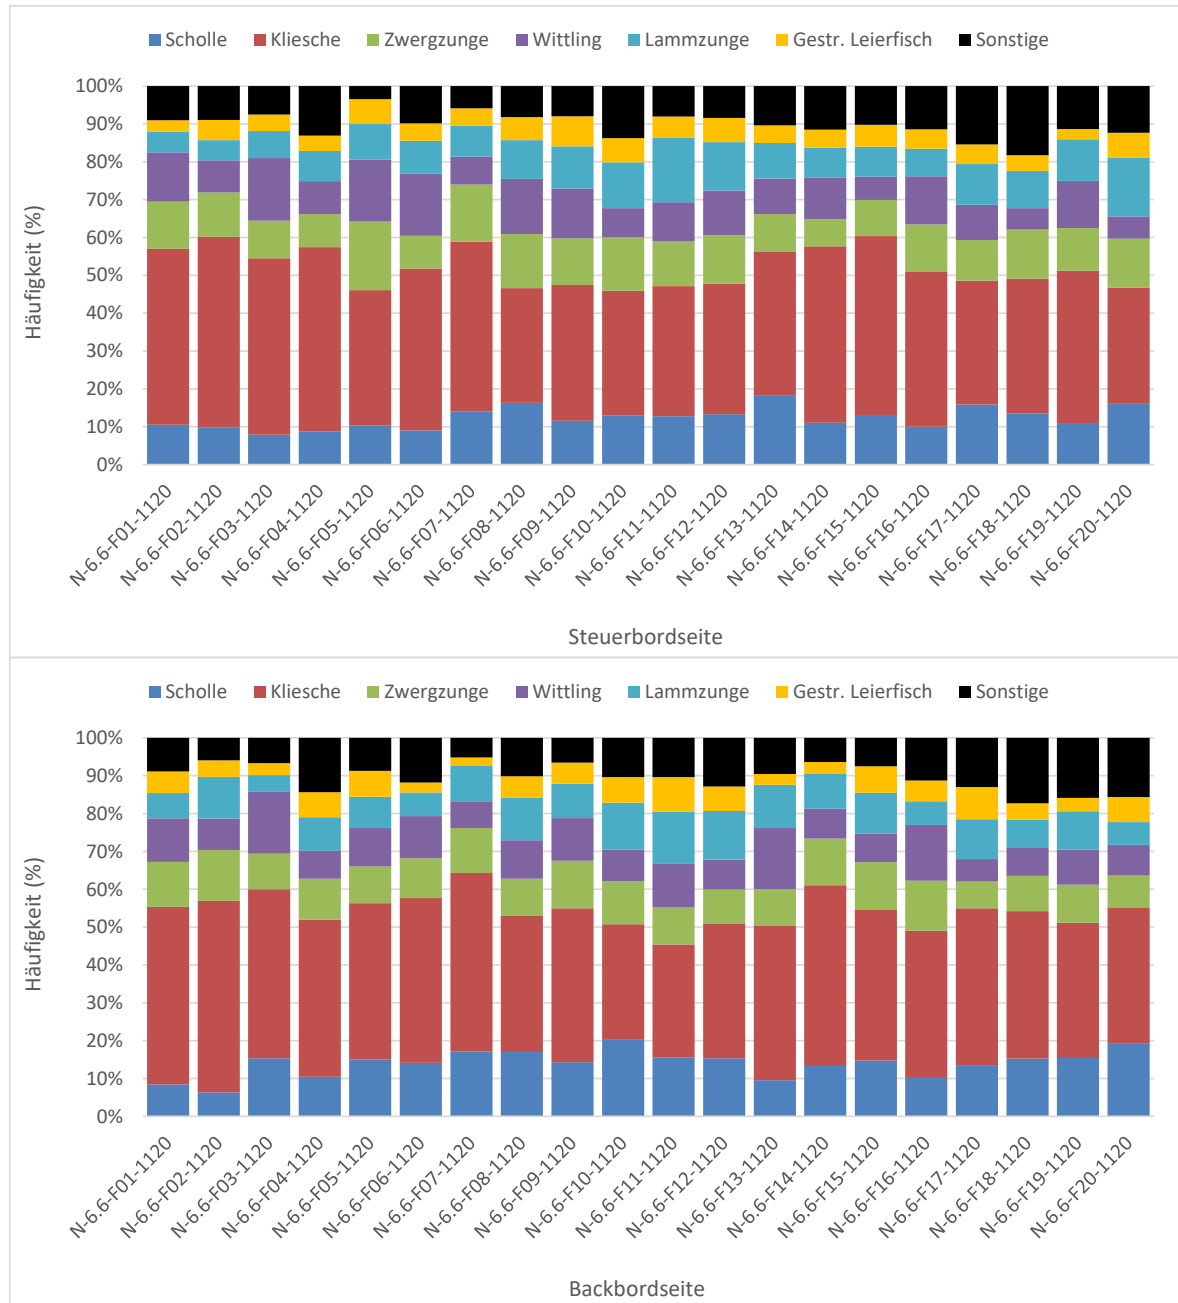 Scholle Kliesche Zwergzunge Wittling Lammzunge Gestr. Leierfisch Sonstige
100%
90%
80%
70%
60%
50%
40%
30%
20%
10%
0%
Häufigkeit (%)
N-6.6-F01-1120
N-6.6-F02-1120
N-6.6-F03-1120
N-6.6-F04-1120
N-6.6-F05-1120
N-6.6-F06-1120
N-6.6-F07-1120
N-6.6-F08-1120
N-6.6-F09-1120
N-6.6-F10-1120
N-6.6-F11-1120
N-6.6-F12-1120
N-6.6-F13-1120
N-6.6-F14-1120
N-6.6-F15-1120
N-6.6-F16-1120
N-6.6-F17-1120
N-6.6-F18-1120
N-6.6-F19-1120
N-6.6-F20-1120
Steuerbordseite
Scholle Kliesche Zwergzunge Wittling Lammzunge Gestr. Leierfisch Sonstige
100%
90%
80%
70%
60%
50%
40%
30%
20%
10%
0%
Häufigkeit (%)
N-6.6-F01-1120
N-6.6-F02-1120
N-6.6-F03-1120
N-6.6-F04-1120
N-6.6-F05-1120
N-6.6-F06-1120
N-6.6-F07-1120
N-6.6-F08-1120
N-6.6-F09-1120
N-6.6-F10-1120
N-6.6-F11-1120
N-6.6-F12-1120
N-6.6-F13-1120
N-6.6-F14-1120
N-6.6-F15-1120
N-6.6-F16-1120
N-6.6-F17-1120
N-6.6-F18-1120
N-6.6-F19-1120
N-6.6-F20-1120
Backbordseite